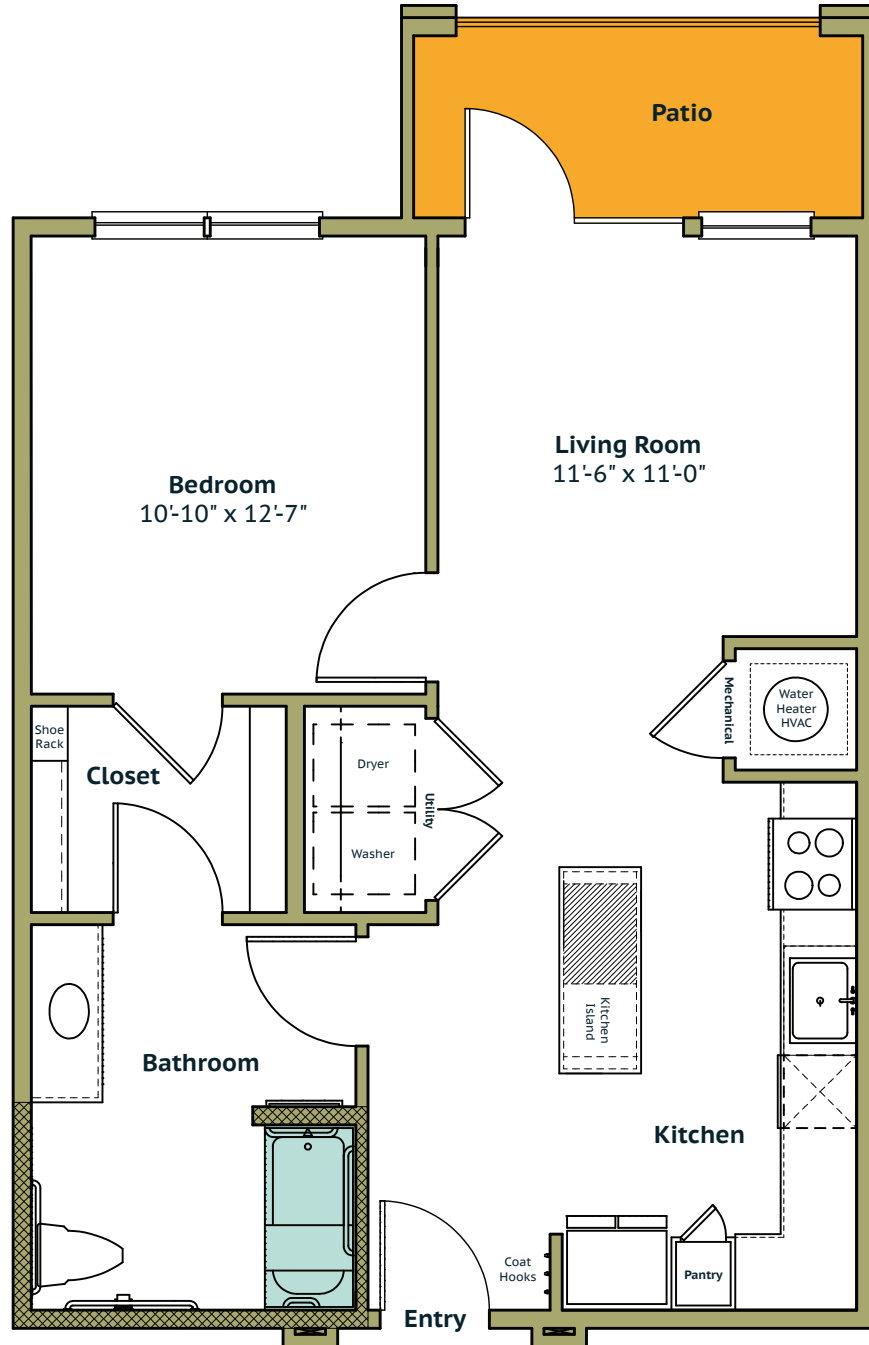 Patio
Living Room
11'-6" x 11'-0"
Bedroom
10'-10" x 12'-7"
Mechanical
Water
Heater
HVAC
Shoe
Rack
Closet
Dryer
Utility
Washer
Kitchen
Island
Bathroom
Kitchen
Coat
Hooks
Pantry
Entry